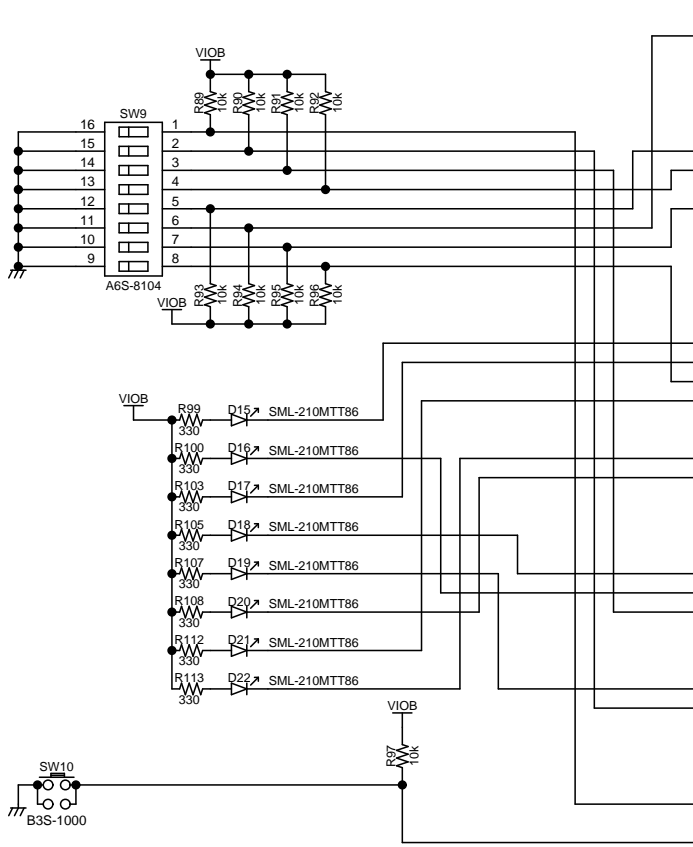 VIOB
R89 10k
R90 10k
R91 10k
R92 10k
SW9
16 1
15 2
14 3
13 4
12 5
11 6
10 7
9 8
A6S-8104
VIOB
R93 10k
R94 10k
R95 10k
R96 10k
VIOB
R99 D15 SML-210MTT86
330
R100 D16 SML-210MTT86
330
R103 D17 SML-210MTT86
330
R105 D18 SML-210MTT86
330
R107 D19 SML-210MTT86
330
R108 D20 SML-210MTT86
330
R112 D21 SML-210MTT86
330
R113 D22 SML-210MTT86
330
VIOB
R97 10k
SW10
B3S-1000